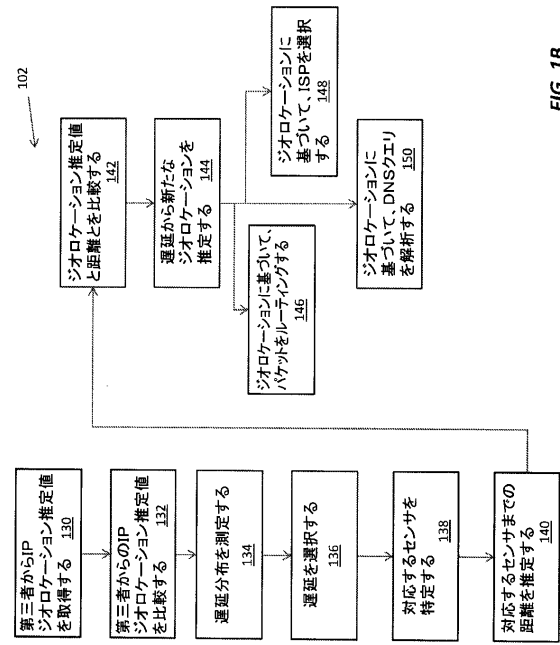 102
第三者からIP
ジオロケーション推定値
を取得する
130
第三者からのIP
ジオロケーション推定値
を比較する
132
遅延分布を測定する
134
遅延を選択する
136
対応するセンサを
特定する
138
対応するセンサまでの
距離を推定する
140
ジオロケーション推定値
と距離とを比較する
142
遅延から新たな
ジオロケーションを
推定する
144
ジオロケーションに基づいて、
パケットをルーティングする
146
ジオロケーションに
基づいて、ISPを選択
する
148
ジオロケーションに
基づいて、DNSクエリ
を解析する
150
FIG. 1B